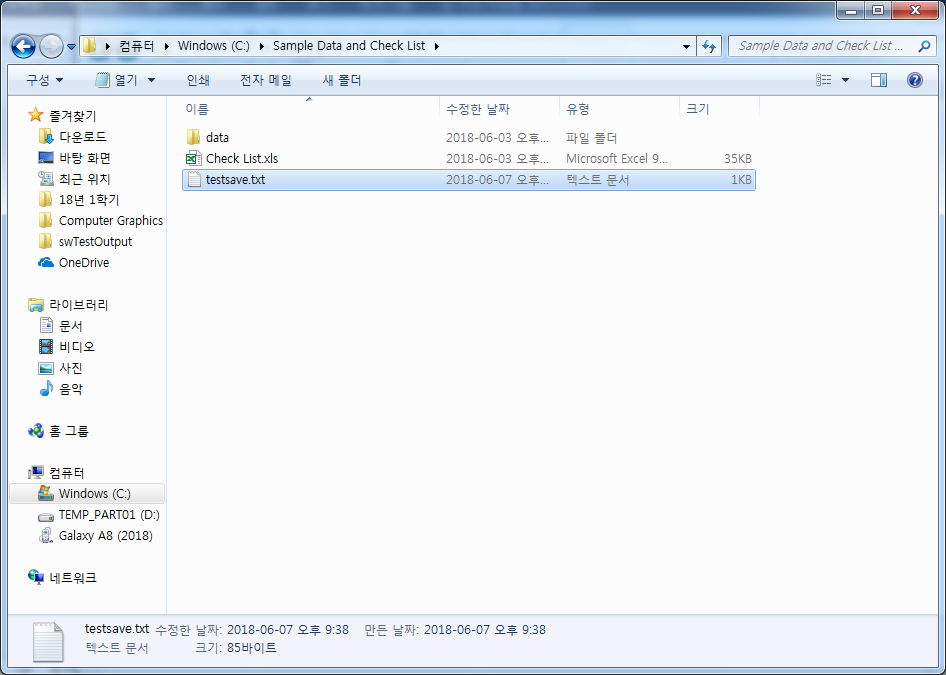 컴퓨터 Windows (C:) Sample Data and Check List
Sample Data and Check List ...
구성 열기 인쇄 전자 메일 새 폴더
이름 수정한 날짜 유형 크기
data 2018-06-03 오후... 파일 폴더
Check List.xls 2018-06-03 오후... Microsoft Excel 9... 35KB
testsave.txt 2018-06-07 오후... 텍스트 문서 1KB
즐겨찾기
다운로드
바탕 화면
최근 위치
18년 1학기
Computer Graphics
swTestOutput
OneDrive
라이브러리
문서
비디오
사진
음악
홈 그룹
컴퓨터
Windows (C:)
TEMP_PART01 (D:)
Galaxy A8 (2018)
네트워크
testsave.txt 수정한 날짜: 2018-06-07 오후 9:38 만든 날짜: 2018-06-07 오후 9:38
텍스트 문서 크기: 85바이트